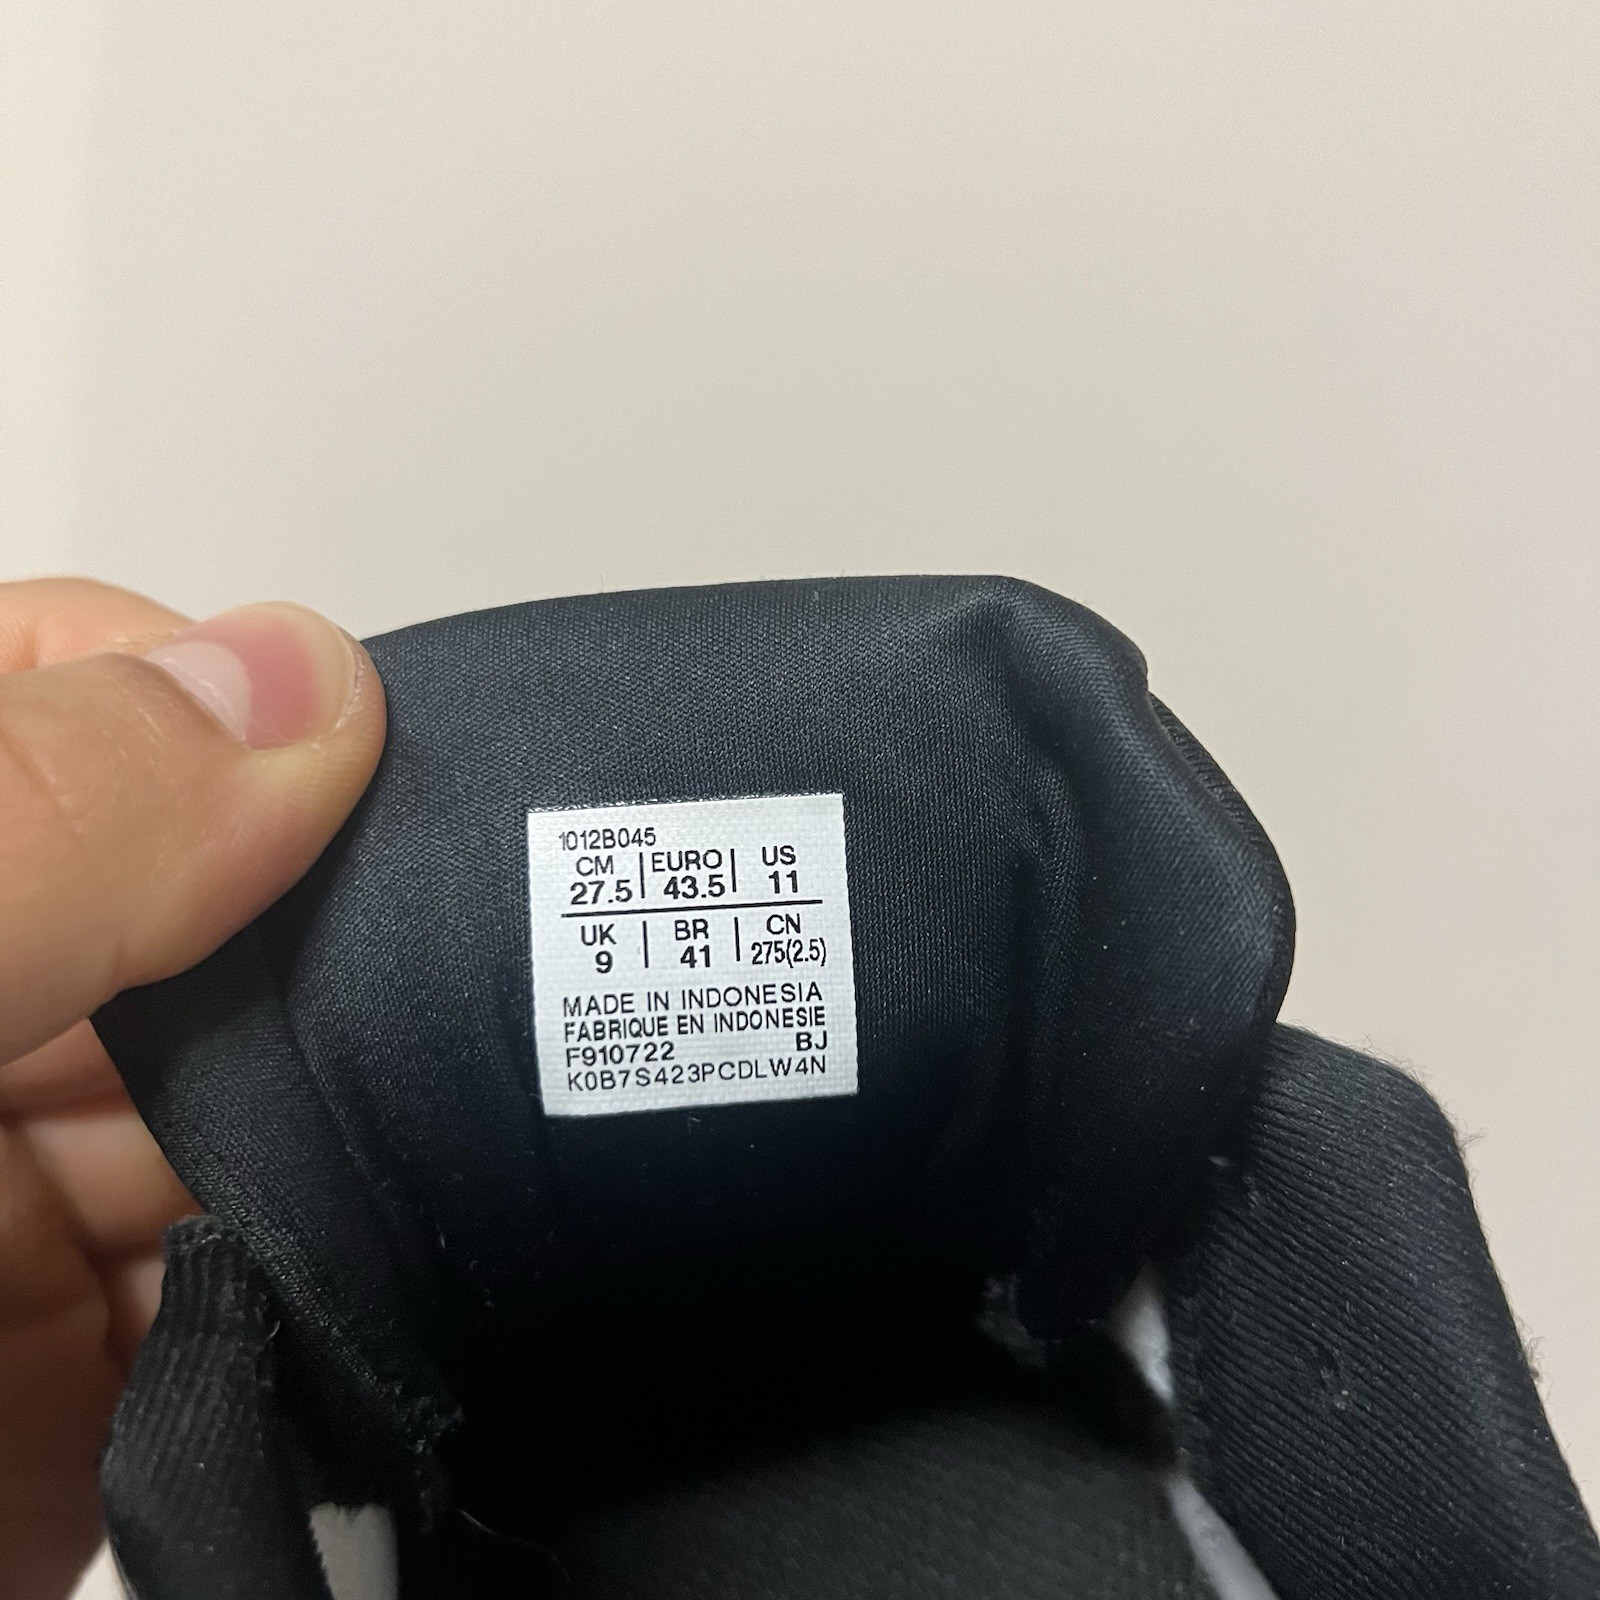 1012B045
CM | EURO | US
27.5 | 43.5 | 11
UK | BR | CN
9 | 41 | 275(2.5)
MADE IN INDONESIA
FABRIQUE EN INDONESIE
F910722 BJ
K0B7S423PCDLW4N